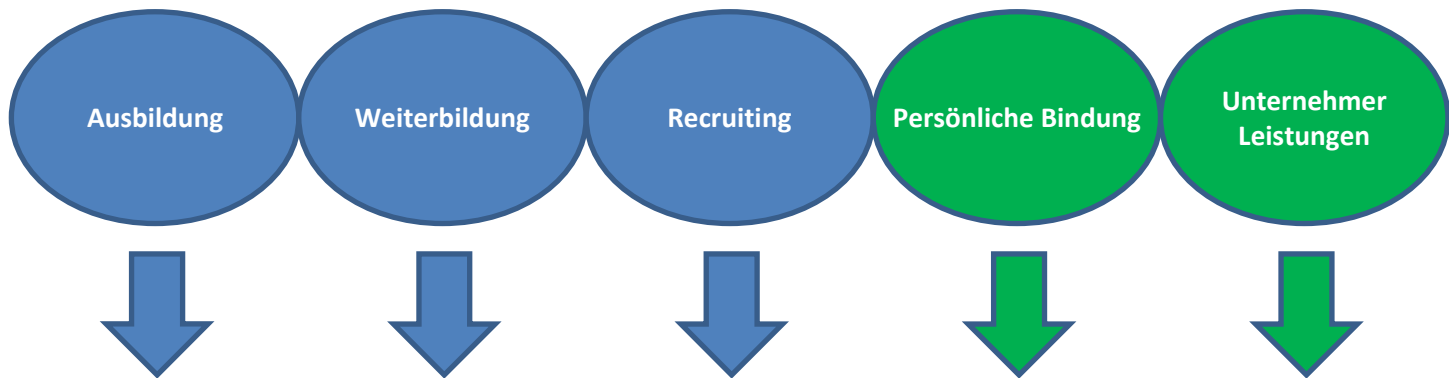 Ausbildung
Weiterbildung
Recruiting
Persönliche Bindung
Unternehmer
Leistungen